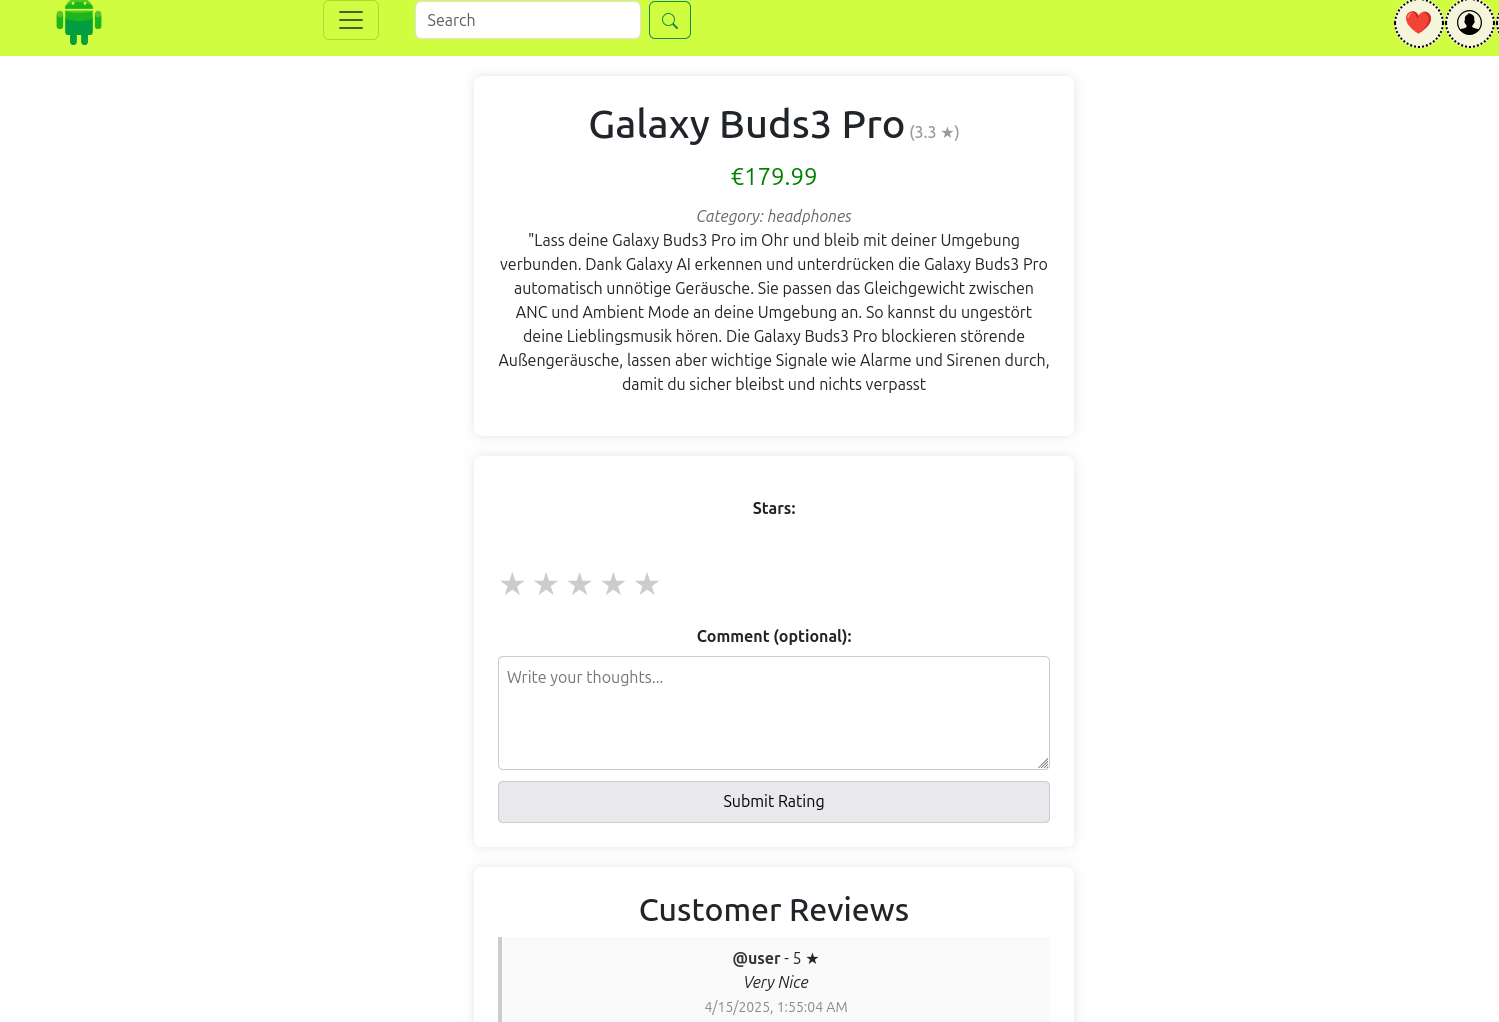 Search
Galaxy Buds3 Pro (3.3 ★)
€179.99
Category: headphones
"Lass deine Galaxy Buds3 Pro im Ohr und bleib mit deiner Umgebung
verbunden. Dank Galaxy AI erkennen und unterdrücken die Galaxy Buds3 Pro
automatisch unnötige Geräusche. Sie passen das Gleichgewicht zwischen
ANC und Ambient Mode an deine Umgebung an. So kannst du ungestört
deine Lieblingsmusik hören. Die Galaxy Buds3 Pro blockieren störende
Außengeräusche, lassen aber wichtige Signale wie Alarme und Sirenen durch,
damit du sicher bleibst und nichts verpasst
Stars:
★ ★ ★ ★ ★
Comment (optional):
Write your thoughts...
Submit Rating
Customer Reviews
@user - 5 ★
Very Nice
4/15/2025, 1:55:04 AM